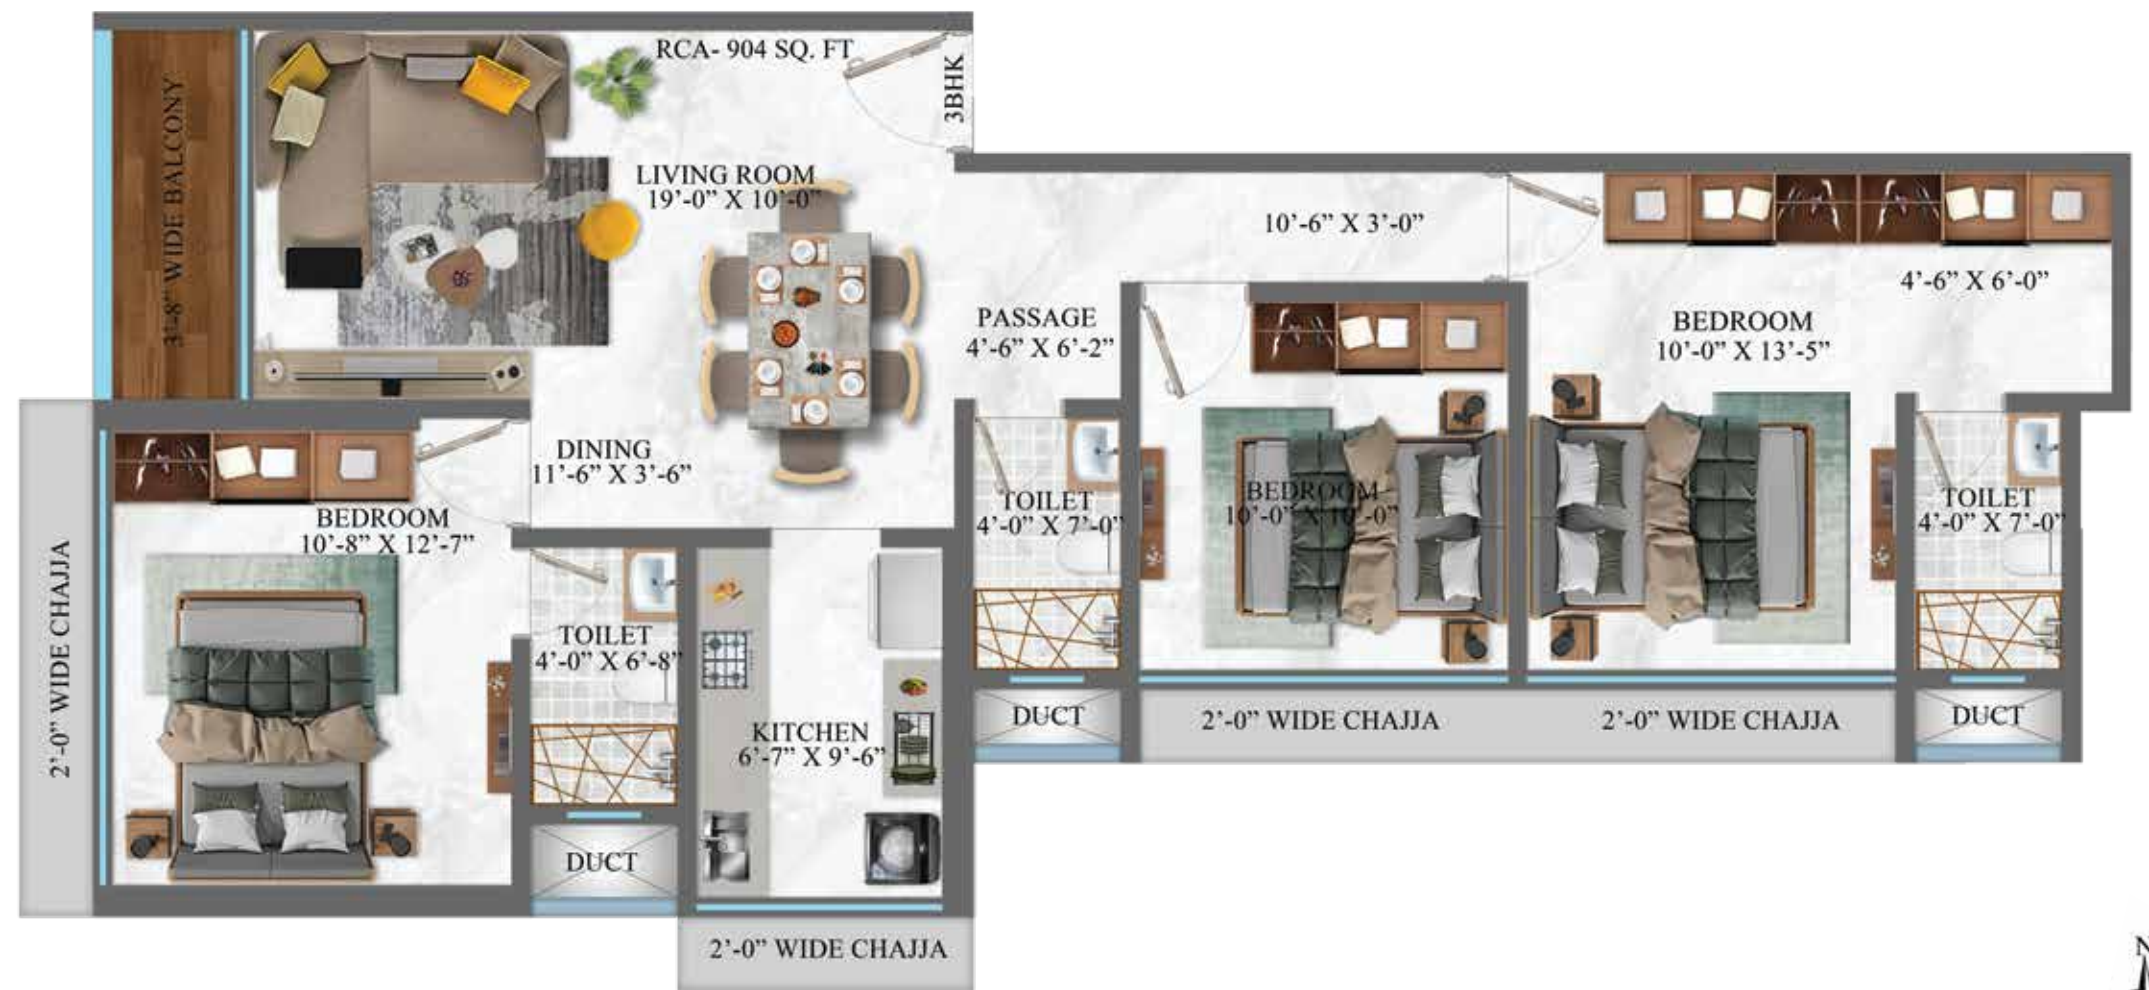 RCA- 904 SQ. FT
3BHK
3’-8” WIDE BALCONY
LIVING ROOM
19’-0” X 10’-0”
10’-6” X 3’-0”
4’-6” X 6’-0”
PASSAGE
4’-6” X 6’-2”
BEDROOM
10’-0” X 13’-5”
DINING
11’-6” X 3’-6”
BEDROOM
10’-8” X 12’-7”
TOILET
4’-0” X 7’-0”
BEDROOM
TOILET
4’-0” X 7’-0”
2’-0” WIDE CHAJJA
TOILET
4’-0” X 6’-8”
KITCHEN
6’-7” X 9’-6”
DUCT
2’-0” WIDE CHAJJA
2’-0” WIDE CHAJJA
DUCT
DUCT
2’-0” WIDE CHAJJA
N